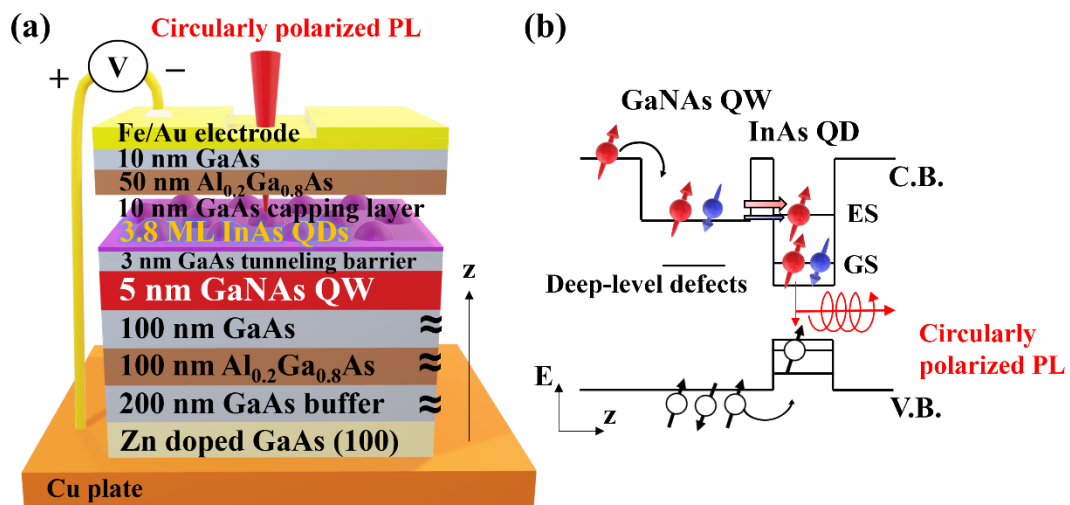 (a)
Circularly polarized PL
+ V −
Fe/Au electrode
10 nm GaAs
50 nm Al0.2Ga0.8As
10 nm GaAs capping layer
3.8 ML InAs QDs
3 nm GaAs tunneling barrier
5 nm GaNAs QW
z
100 nm GaAs ≈
100 nm Al0.2Ga0.8As ≈
200 nm GaAs buffer ≈
Zn doped GaAs (100)
Cu plate
(b)
GaNAs QW
InAs QD
C.B.
ES
GS
Deep-level defects
Circularly
polarized PL
E
z
V.B.